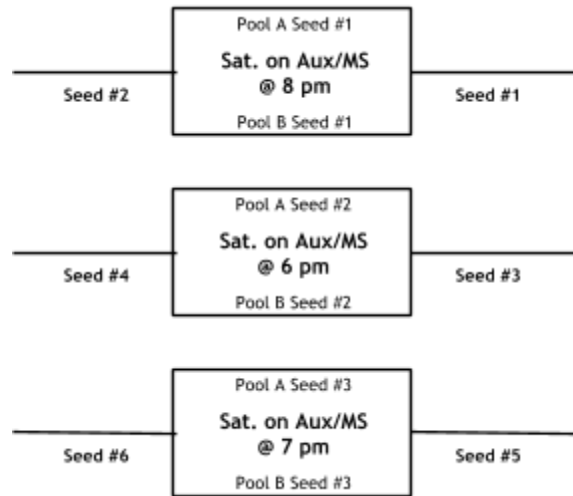 Pool A Seed #1
Sat. on Aux/MS
@ 8 pm
Seed #2
Seed #1
Pool B Seed #1
Pool A Seed #2
Sat. on Aux/MS
@ 6 pm
Seed #4
Seed #3
Pool B Seed #2
Pool A Seed #3
Sat. on Aux/MS
@ 7 pm
Seed #6
Seed #5
Pool B Seed #3